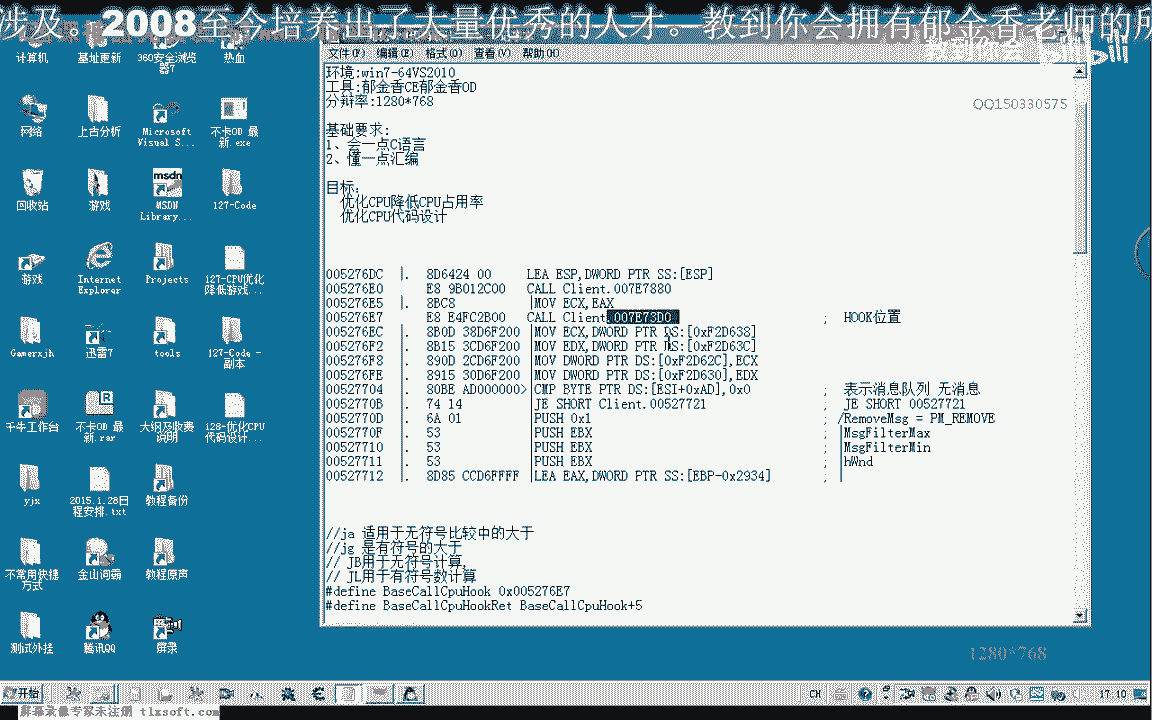 涉及。2008至今培养出了大量优秀的人才。教到你会拥有郁金香老师的所
计算机
基址更新
360安全浏览
器7
热血
网络
上古分析
Microsoft
Visual S...
不卡OD 最
新.exe
回收站
游戏
msdn
MSDN
Library...
127-Code
游戏
Internet
Explorer
Projects
127-CPU优化
降低游戏...
Gamerxjh
迅雷7
tools
127-Code -
副本
千牛工作台
不卡OD 最
新.rar
大纲及收费
说明
128-优化CPU
代码设计...
yjx
2015.1.28日
程安排.txt
教程备份
不常用快捷
方式
金山词霸
教程原声
测试外挂
腾讯QQ
屏录
文件(F) 编辑(E) 格式(O) 查看(V) 帮助(H)
QQ150330575
环境:win7-64VS2010
工具:郁金香CE郁金香OD
分辩率:1280*768
基础要求:
1、会一点C语言
2、懂一点汇编
目标:
优化CPU降低CPU占用率
优化CPU代码设计
005276DC |. 8D6424 00 LEA ESP,DWORD PTR SS:[ESP]
005276E0 E8 9B012C00 CALL Client.007E7880
005276E5 |. 8BC8 |MOV ECX,EAX
005276E7 E8 E4FC2B00 CALL Client.007E73D0 ; HOOK位置
005276EC |. 8B0D 38D6F200 |MOV ECX,DWORD PTR DS:[0xF2D638]
005276F2 |. 8B15 3CD6F200 |MOV EDX,DWORD PTR DS:[0xF2D63C]
005276F8 |. 890D 2CD6F200 |MOV DWORD PTR DS:[0xF2D62C],ECX
005276FE |. 8915 30D6F200 |MOV DWORD PTR DS:[0xF2D630],EDX
00527704 |. 80BE AD000000> |CMP BYTE PTR DS:[ESI+0xAD],0x0 ; 表示消息队列 无消息
0052770B |. 74 14 |JE SHORT Client.00527721 ; JE SHORT 00527721
0052770D |. 6A 01 |PUSH 0x1 ; /RemoveMsg = PM_REMOVE
0052770F |. 53 |PUSH EBX ; |MsgFilterMax
00527710 |. 53 |PUSH EBX ; |MsgFilterMin
00527711 |. 53 |PUSH EBX ; |hWnd
00527712 |. 8D85 CCD6FFFF |LEA EAX,DWORD PTR SS:[EBP-0x2934] ; |
//ja 适用于无符号比较中的大于
//jg 是有符号的大于
// JB用于无符号计算,
// JL用于有符号数计算
#define BaseCallCpuHook 0x005276E7
#define BaseCallCpuHookRet BaseCallCpuHook+5
1280*768
开始
CH
17:10
屏幕录像专家未注册 tlxsoft.com